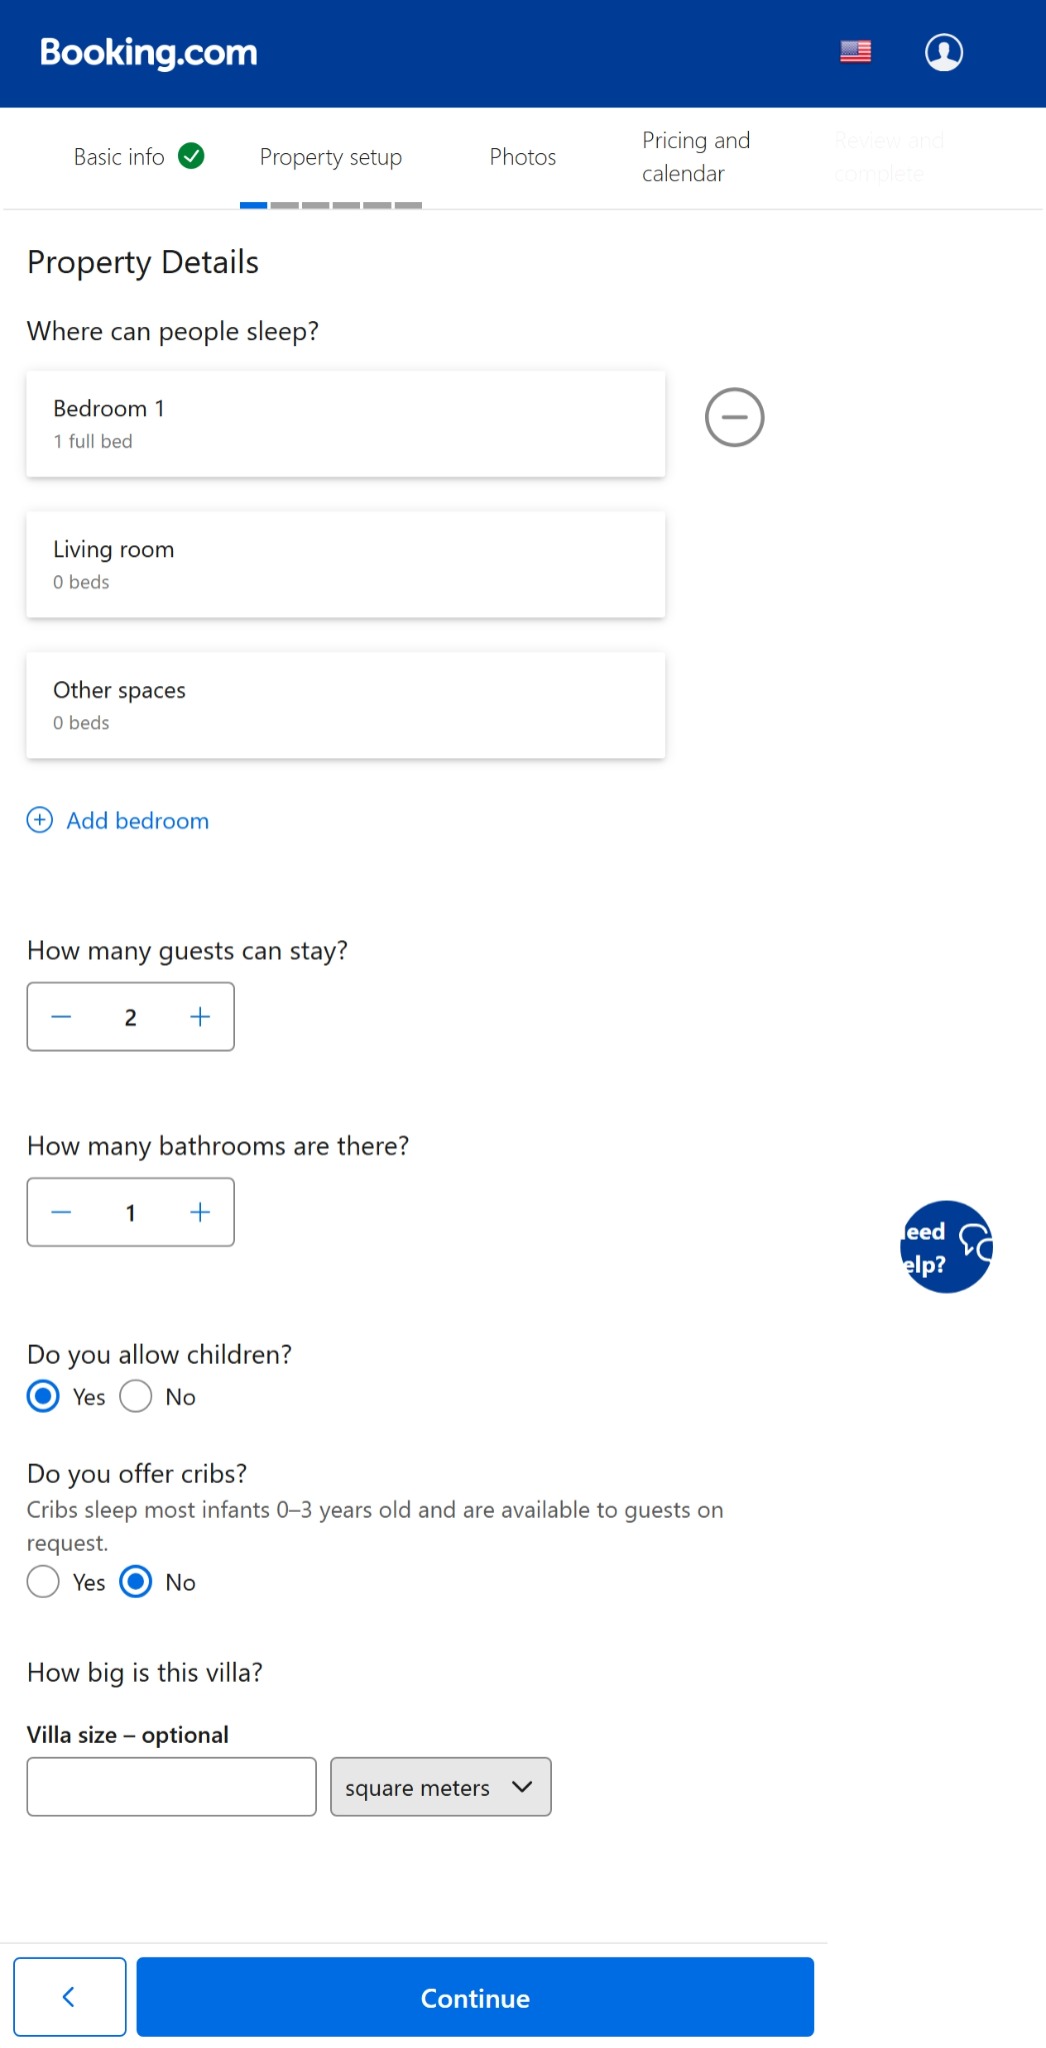 Booking.com
Basic info
Property setup
Photos
Pricing and
calendar
Review and
complete
Property Details
Where can people sleep?
Bedroom 1
1 full bed
Living room
0 beds
Other spaces
0 beds
Add bedroom
How many guests can stay?
2
How many bathrooms are there?
1
eed
elp?
Do you allow children?
Yes No
Do you offer cribs?
Cribs sleep most infants 0–3 years old and are available to guests on
request.
Yes No
How big is this villa?
Villa size – optional
square meters
Continue